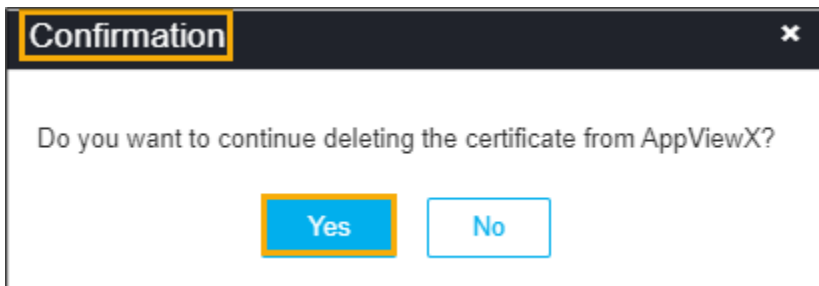 Confirmation
Do you want to continue deleting the certificate from AppViewX?
Yes No